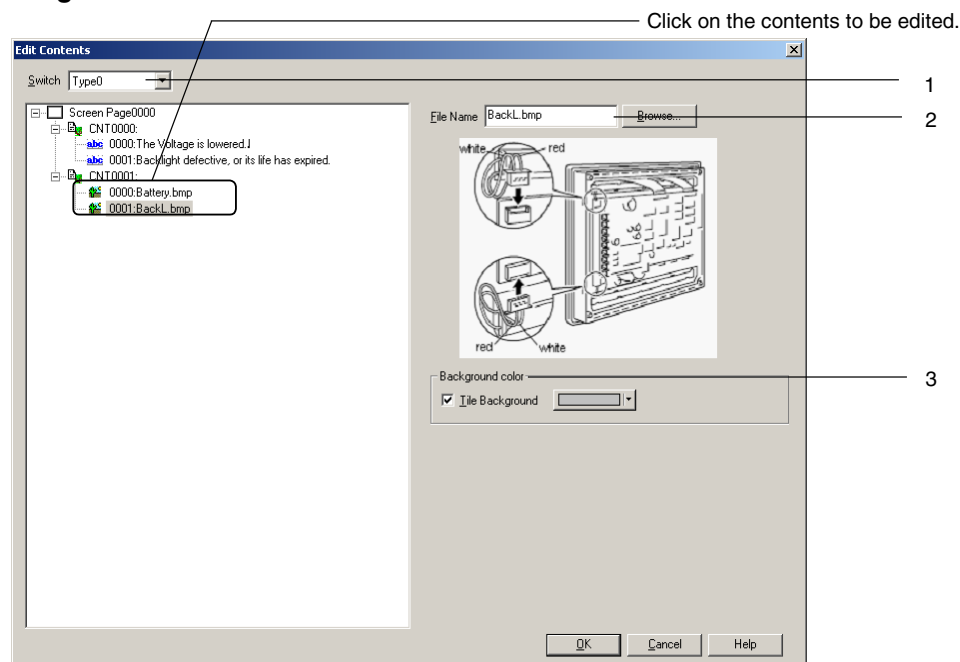 Click on the contents to be edited.
Edit Contents
Switch Type0
1
Screen Page0000
File Name BackL.bmp Browse...
2
CNT0000:
0000:The Voltage is lowered.↓
0001:Backlight defective, or its life has expired.
CNT0001:
0000:Battery.bmp
0001:BackL.bmp
white
red
red
white
Background color
3
Tile Background
OK Cancel Help